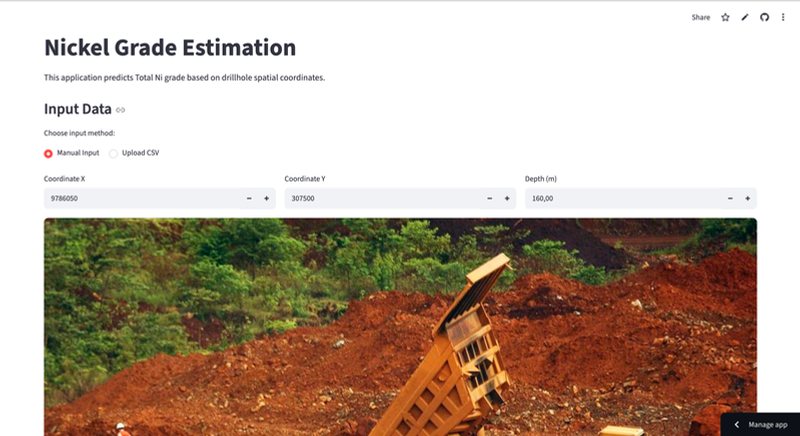 Share
Nickel Grade Estimation
This application predicts Total Ni grade based on drillhole spatial coordinates.
Input Data
Choose input method:
Manual Input Upload CSV
Coordinate X Coordinate Y Depth (m)
9786050 307500 160,00
Manage app